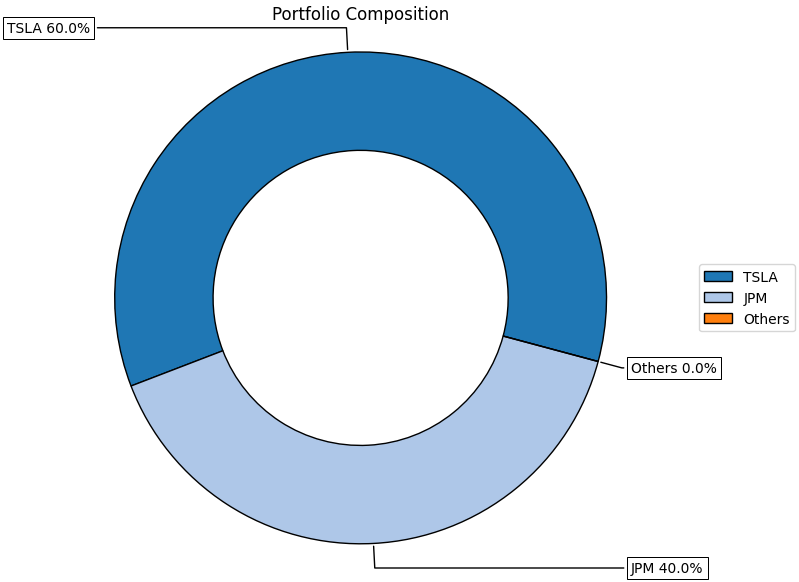 Portfolio Composition
TSLA 60.0%
TSLA
JPM
Others
Others 0.0%
JPM 40.0%